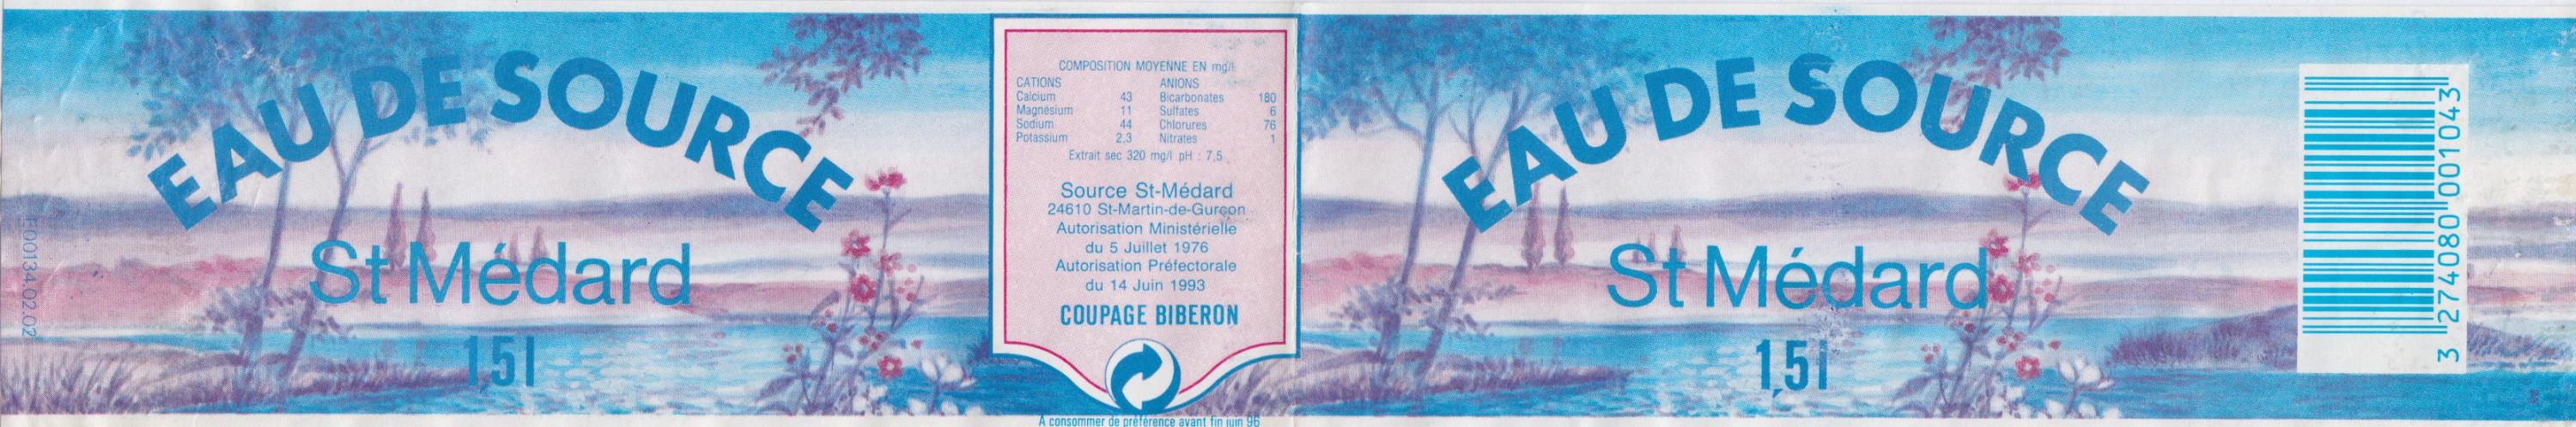 EAU DE SOURCE
St Médard
1,5 l
E00134.02.02
COMPOSITION MOYENNE EN mg/l
CATIONS ANIONS
Calcium 43 Bicarbonates 180
Magnésium 11 Sulfates 6
Sodium 44 Chlorures 76
Potassium 2,3 Nitrates 1
Extrait sec 320 mg/l pH : 7,5
Source St-Médard
24610 St-Martin-de-Gurçon
Autorisation Ministérielle
du 5 Juillet 1976
Autorisation Préfectorale
du 14 Juin 1993
COUPAGE BIBERON
A consommer de préférence avant fin juin 96
EAU DE SOURCE
St Médard
1,5 l
3 274080 001043